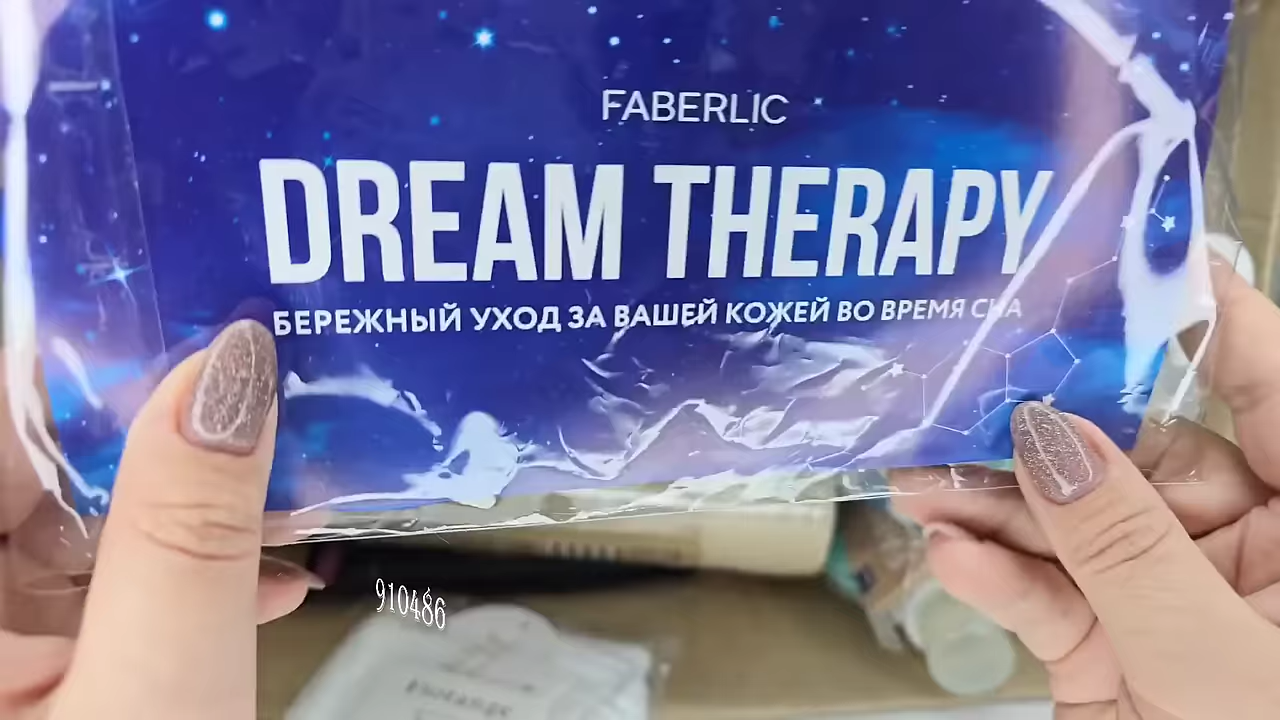 FABERLIC
DREAM THERAPY
БЕРЕЖНЫЙ УХОД ЗА ВАШЕЙ КОЖЕЙ ВО ВРЕМЯ СНА
910486